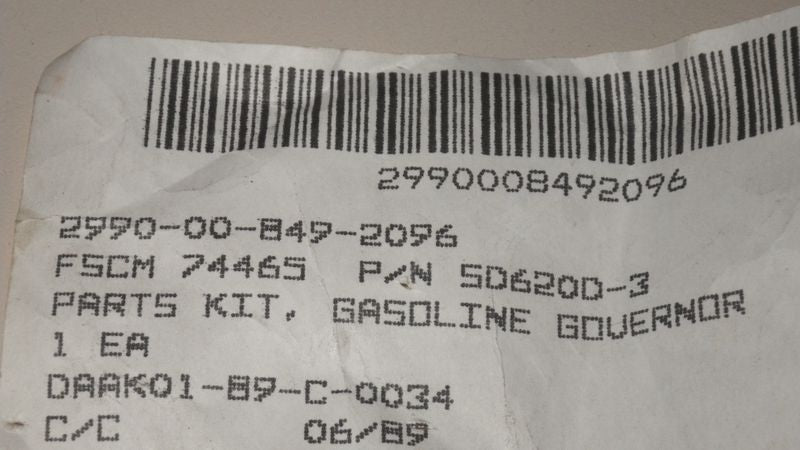 2990008492096
2990-00-849-2096
FSCM 74465 P/N SD620D-3
PARTS KIT, GASOLINE GOVERNOR
1 EA
DAAK01-89-C-0034
C/C 06/89